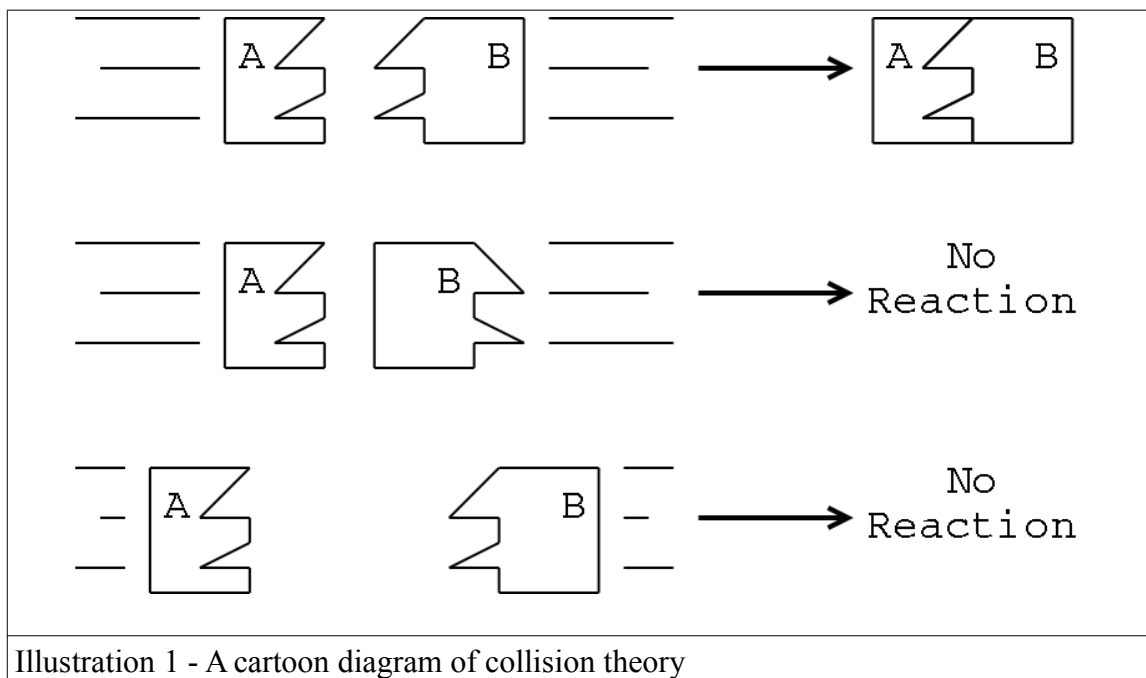 A B A B
A B No
Reaction
A B No
Reaction
Illustration 1 - A cartoon diagram of collision theory